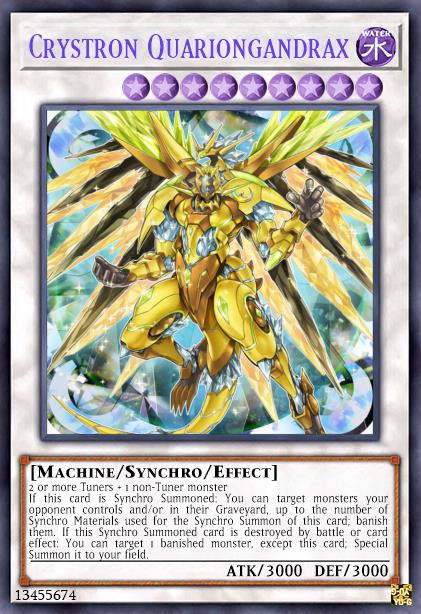 Crystron Quariongandrax
WATER
水
[Machine/Synchro/Effect]
2 or more Tuners + 1 non-Tuner monster
If this card is Synchro Summoned: You can target monsters your
opponent controls and/or in their Graveyard, up to the number of
Synchro Materials used for the Synchro Summon of this card; banish
them. If this Synchro Summoned card is destroyed by battle or card
effect: You can target 1 banished monster, except this card; Special
Summon it to your field.
ATK/3000 DEF/3000
13455674